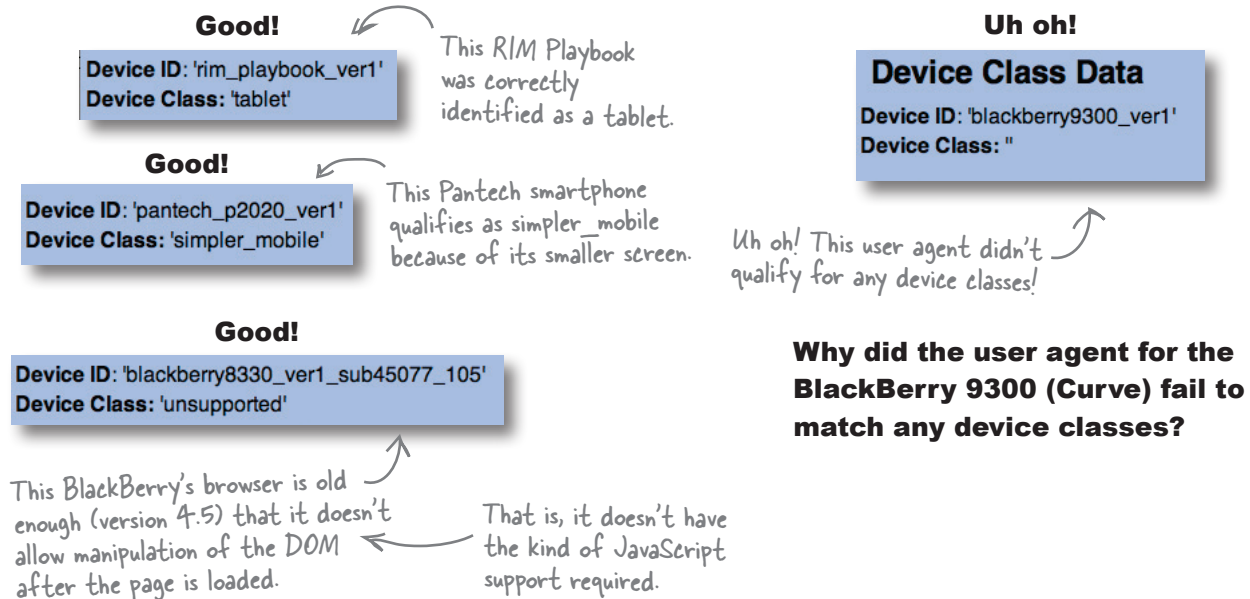 Good!
Device ID: 'rim_playbook_ver1'
Device Class: 'tablet'
This RIM Playbook
was correctly
identified as a tablet.
Good!
Device ID: 'pantech_p2020_ver1'
Device Class: 'simpler_mobile'
This Pantech smartphone
qualifies as simpler_mobile
because of its smaller screen.
Good!
Device ID: 'blackberry8330_ver1_sub45077_105'
Device Class: 'unsupported'
This BlackBerry's browser is old
enough (version 4.5) that it doesn't
allow manipulation of the DOM
after the page is loaded.
That is, it doesn't have
the kind of JavaScript
support required.
Uh oh!
Device Class Data
Device ID: 'blackberry9300_ver1'
Device Class: ''
Uh oh! This user agent didn't
qualify for any device classes!
Why did the user agent for the
BlackBerry 9300 (Curve) fail to
match any device classes?